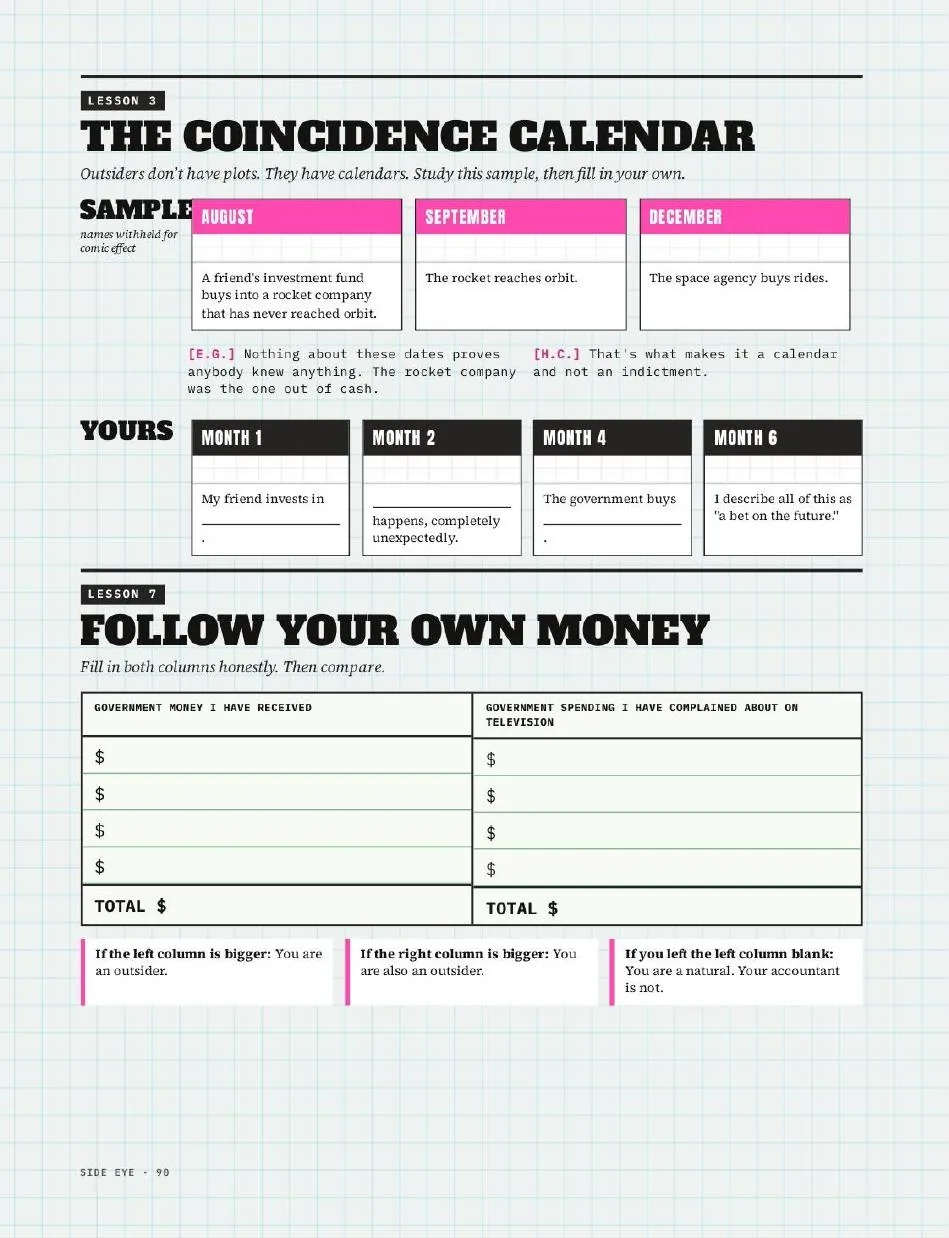 LESSON 3
THE COINCIDENCE CALENDAR
Outsiders don't have plots. They have calendars. Study this sample, then fill in your own.
SAMPLE
names withheld for
comic effect
AUGUST
A friend's investment fund
buys into a rocket company
that has never reached orbit.
SEPTEMBER
The rocket reaches orbit.
DECEMBER
The space agency buys rides.
[E.G.] Nothing about these dates proves
anybody knew anything. The rocket company
was the one out of cash.
[H.C.] That's what makes it a calendar
and not an indictment.
YOURS
MONTH 1
My friend invests in
.
MONTH 2
happens, completely
unexpectedly.
MONTH 4
The government buys
.
MONTH 6
I describe all of this as
"a bet on the future."
LESSON 7
FOLLOW YOUR OWN MONEY
Fill in both columns honestly. Then compare.
GOVERNMENT MONEY I HAVE RECEIVED
$
$
$
$
TOTAL $
GOVERNMENT SPENDING I HAVE COMPLAINED ABOUT ON
TELEVISION
$
$
$
$
TOTAL $
If the left column is bigger: You are
an outsider.
If the right column is bigger: You
are also an outsider.
If you left the left column blank:
You are a natural. Your accountant
is not.
SIDE EYE · 90